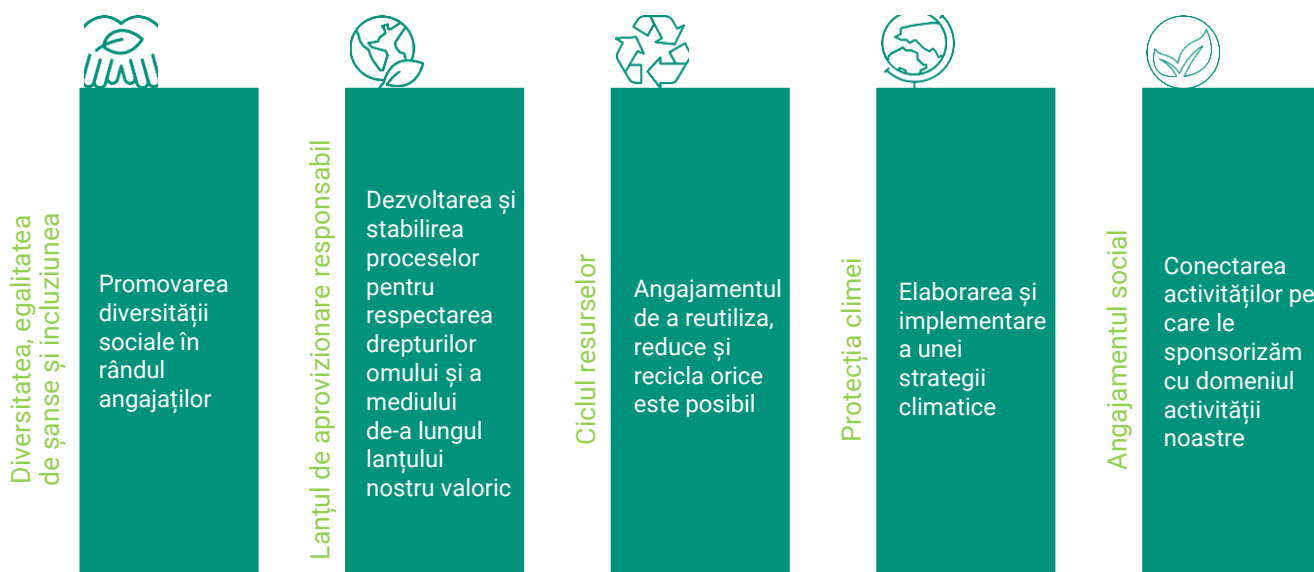 Diversitatea, egalitatea
de șanse și incluziunea
Promovarea
diversității
sociale în
rândul
angajaților
Lanțul de aprovizionare responsabil
Dezvoltarea și
stabilirea
proceselor
pentru
respectarea
drepturilor
omului și a
mediului
de-a lungul
lanțului
nostru valoric
Ciclul resurselor
Angajamentul
de a reutiliza,
reduce și
recicla orice
este posibil
Protecția climei
Elaborarea și
implementare
a unei
strategii
climatice
Angajamentul social
Conectarea
activităților pe
care le
sponsorizăm
cu domeniul
activității
noastre